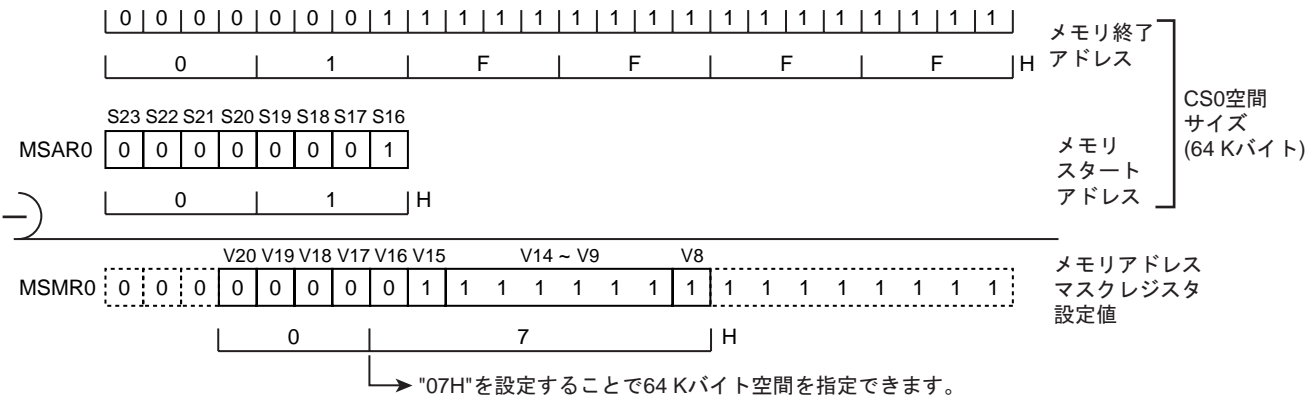 0 0 0 0 0 0 0 1 1 1 1 1 1 1 1 1 1 1 1 1 1 1 1 1
メモリ終了
アドレス
0 1 F F F F H
CS0空間
サイズ
(64 Kバイト)
S23 S22 S21 S20 S19 S18 S17 S16
MSAR0 0 0 0 0 0 0 0 1
メモリ
スタート
アドレス
0 1 H
V20 V19 V18 V17 V16 V15 V14 ~ V9 V8
MSMR0 0 0 0 0 0 0 0 0 1 1 1 1 1 1 1 1 1 1 1 1 1 1 1 1
メモリアドレス
マスクレジスタ
設定値
0 7 H
"07H"を設定することで64 Kバイト空間を指定できます。